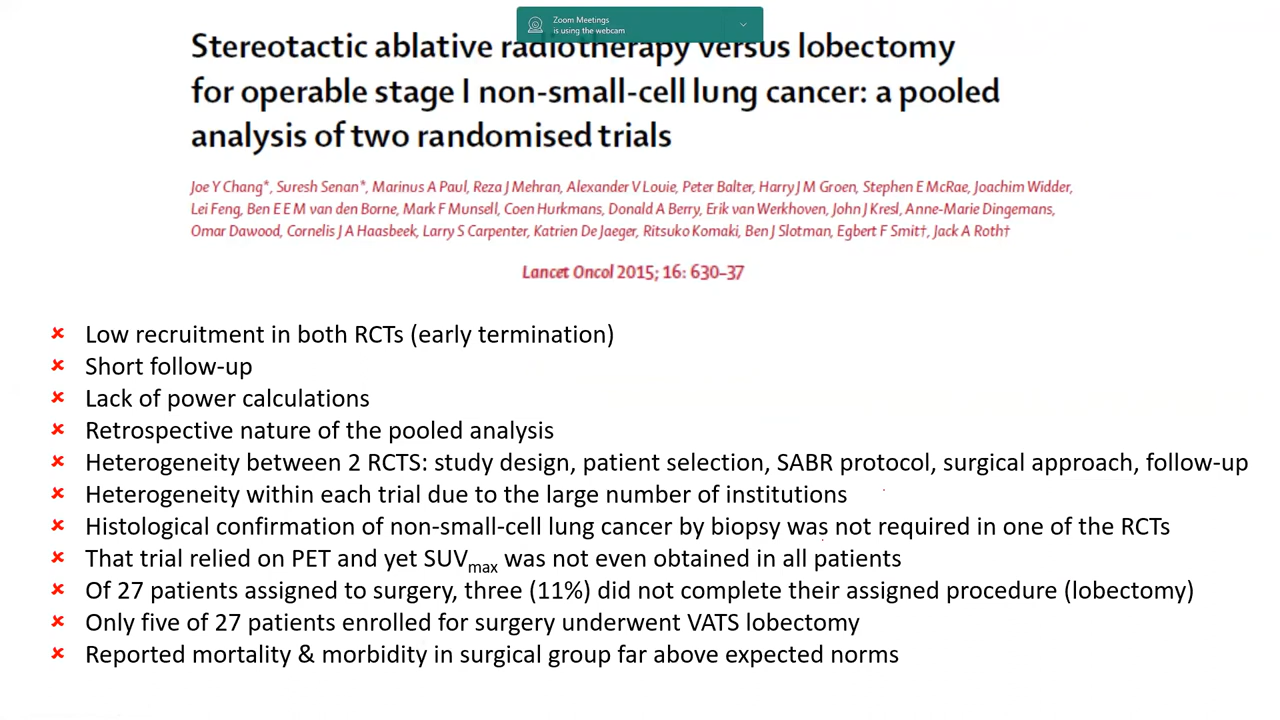 Zoom Meetings
is using the webcam
Stereotactic ablative radiotherapy versus lobectomy
for operable stage I non-small-cell lung cancer: a pooled
analysis of two randomised trials
Joe Y Chang*, Suresh Senan*, Marinus A Paul, Reza J Mehran, Alexander V Louie, Peter Balter, Harry J M Groen, Stephen E McRae, Joachim Widder,
Lei Feng, Ben E E M van den Borne, Mark F Munsell, Coen Hurkmans, Donald A Berry, Erik van Werkhoven, John J Kresl, Anne-Marie Dingemans,
Omar Dawood, Cornelis J A Haasbeek, Larry S Carpenter, Katrien De Jaeger, Ritsuko Komaki, Ben J Slotman, Egbert F Smit†, Jack A Roth†
Lancet Oncol 2015; 16: 630–37
Low recruitment in both RCTs (early termination)
Short follow-up
Lack of power calculations
Retrospective nature of the pooled analysis
Heterogeneity between 2 RCTS: study design, patient selection, SABR protocol, surgical approach, follow-up
Heterogeneity within each trial due to the large number of institutions
Histological confirmation of non-small-cell lung cancer by biopsy was not required in one of the RCTs
That trial relied on PET and yet SUVmax was not even obtained in all patients
Of 27 patients assigned to surgery, three (11%) did not complete their assigned procedure (lobectomy)
Only five of 27 patients enrolled for surgery underwent VATS lobectomy
Reported mortality & morbidity in surgical group far above expected norms